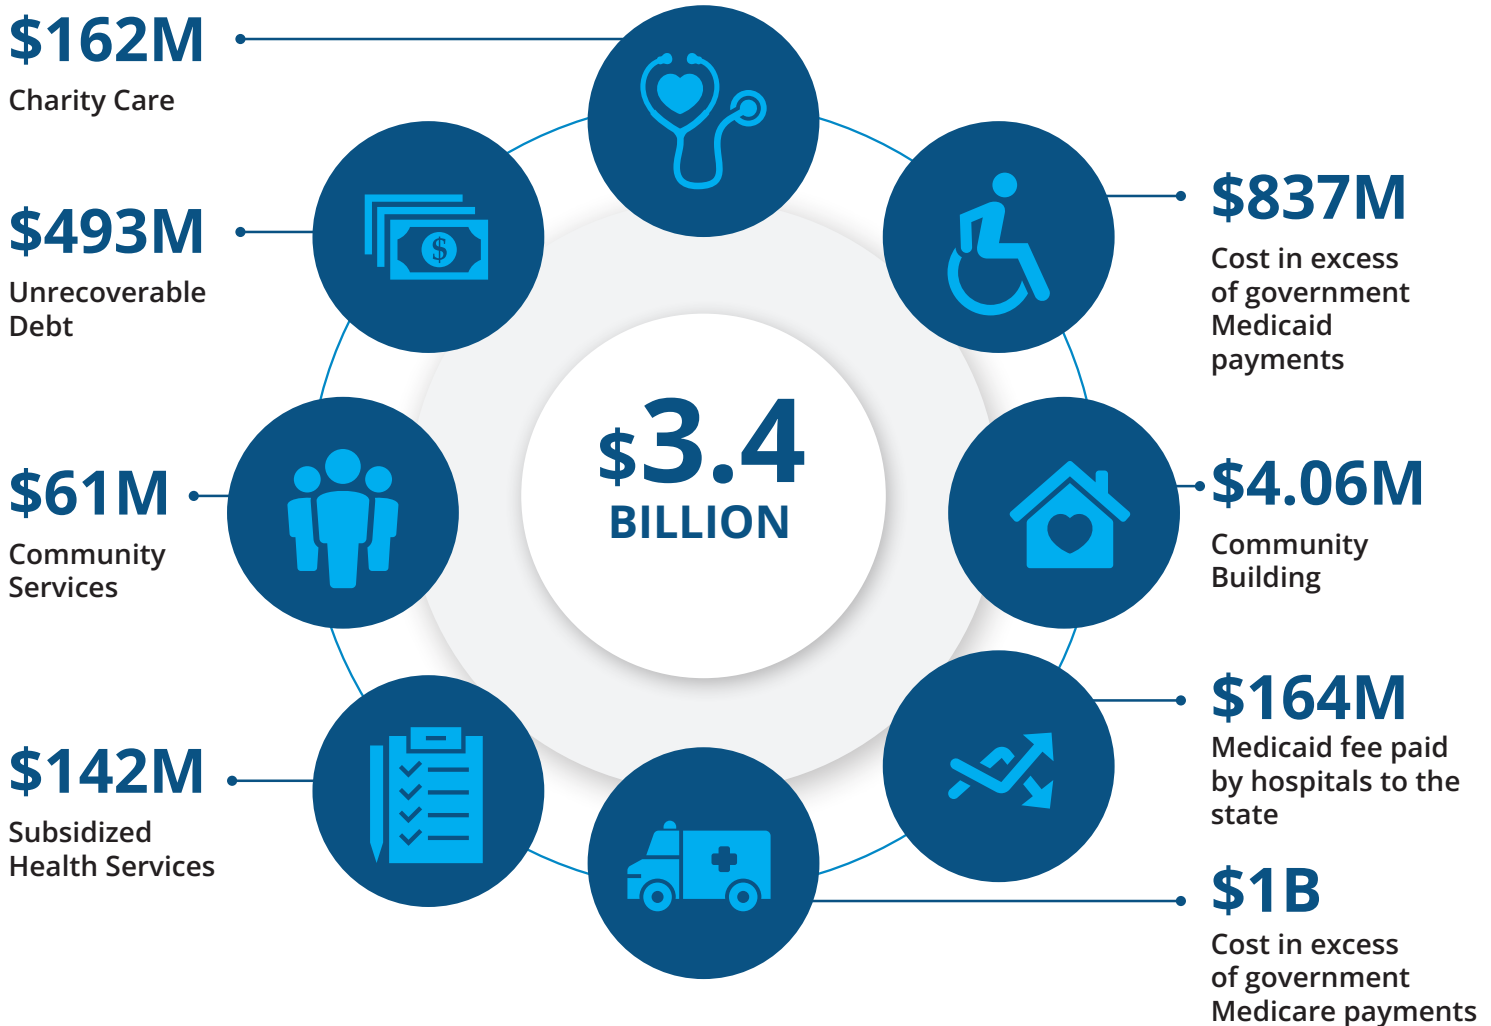 $162M
Charity Care
$493M
Unrecoverable
Debt
$61M
Community
Services
$142M
Subsidized
Health Services
$
$3.4
BILLION
$837M
Cost in excess
of government
Medicaid
payments
$4.06M
Community
Building
$164M
Medicaid fee paid
by hospitals to the
state
$1B
Cost in excess
of government
Medicare payments